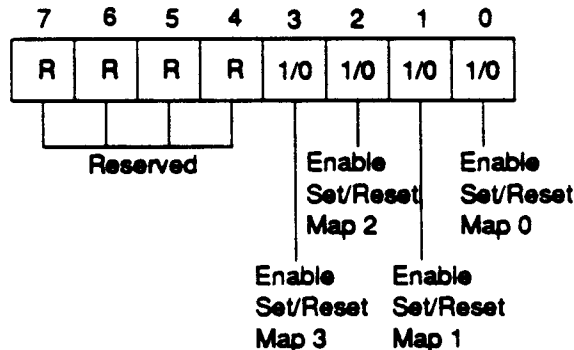 7 6 5 4 3 2 1 0
R R R R 1/0 1/0 1/0 1/0
Reserved
Enable
Set/Reset
Map 2
Enable
Set/Reset
Map 0
Enable
Set/Reset
Map 3
Enable
Set/Reset
Map 1